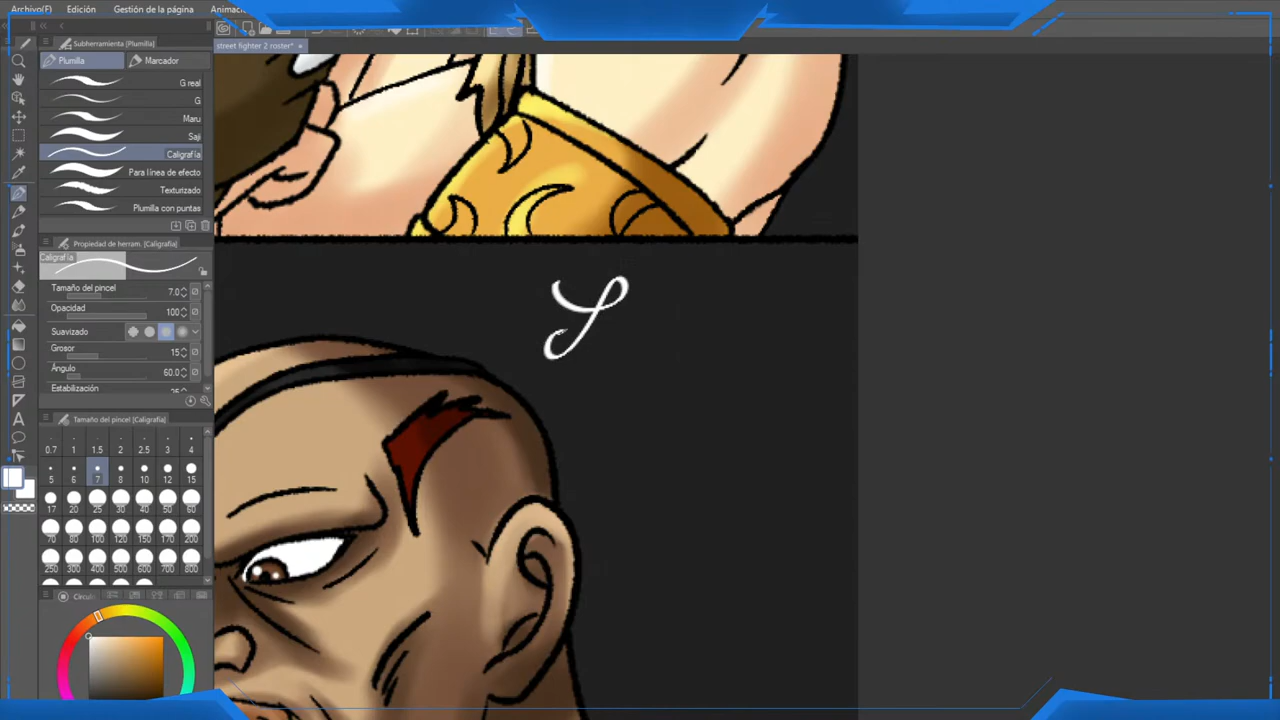 Archivo(F) Edición Gestión de la página Animació
street fighter 2 roster*
Subherramienta (Plumilla)
Plumilla Marcador
G real
G
Maru
Saji
Caligrafía
Para línea de efecto
Texturizado
Plumilla con puntas
Propiedad de herram. (Caligrafía)
Caligrafía
Tamaño del pincel 7.0
Opacidad 100
Suavizado
Grosor 15
Ángulo 60.0
Estabilización 25
Tamaño del pincel [Caligrafía]
0.7 1 1.5 2 2.5 3 4
5 6 7 8 10 12 15
17 20 25 30 40 50 60
70 80 100 120 150 170 200
250 300 400 500 600 700 800
Círculo
A